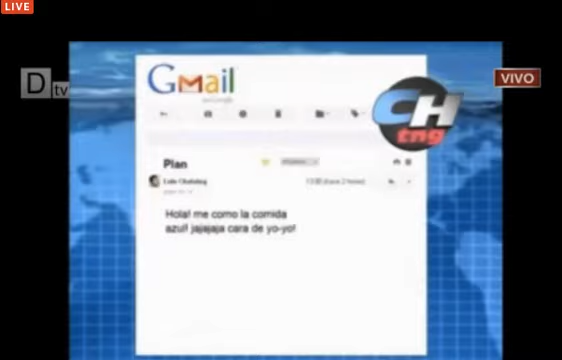 LIVE
Gmail
D tv
VIVO
CH
tng
Plan
Hola! me como la comida
azul! jajajaja cara de yo-yo!